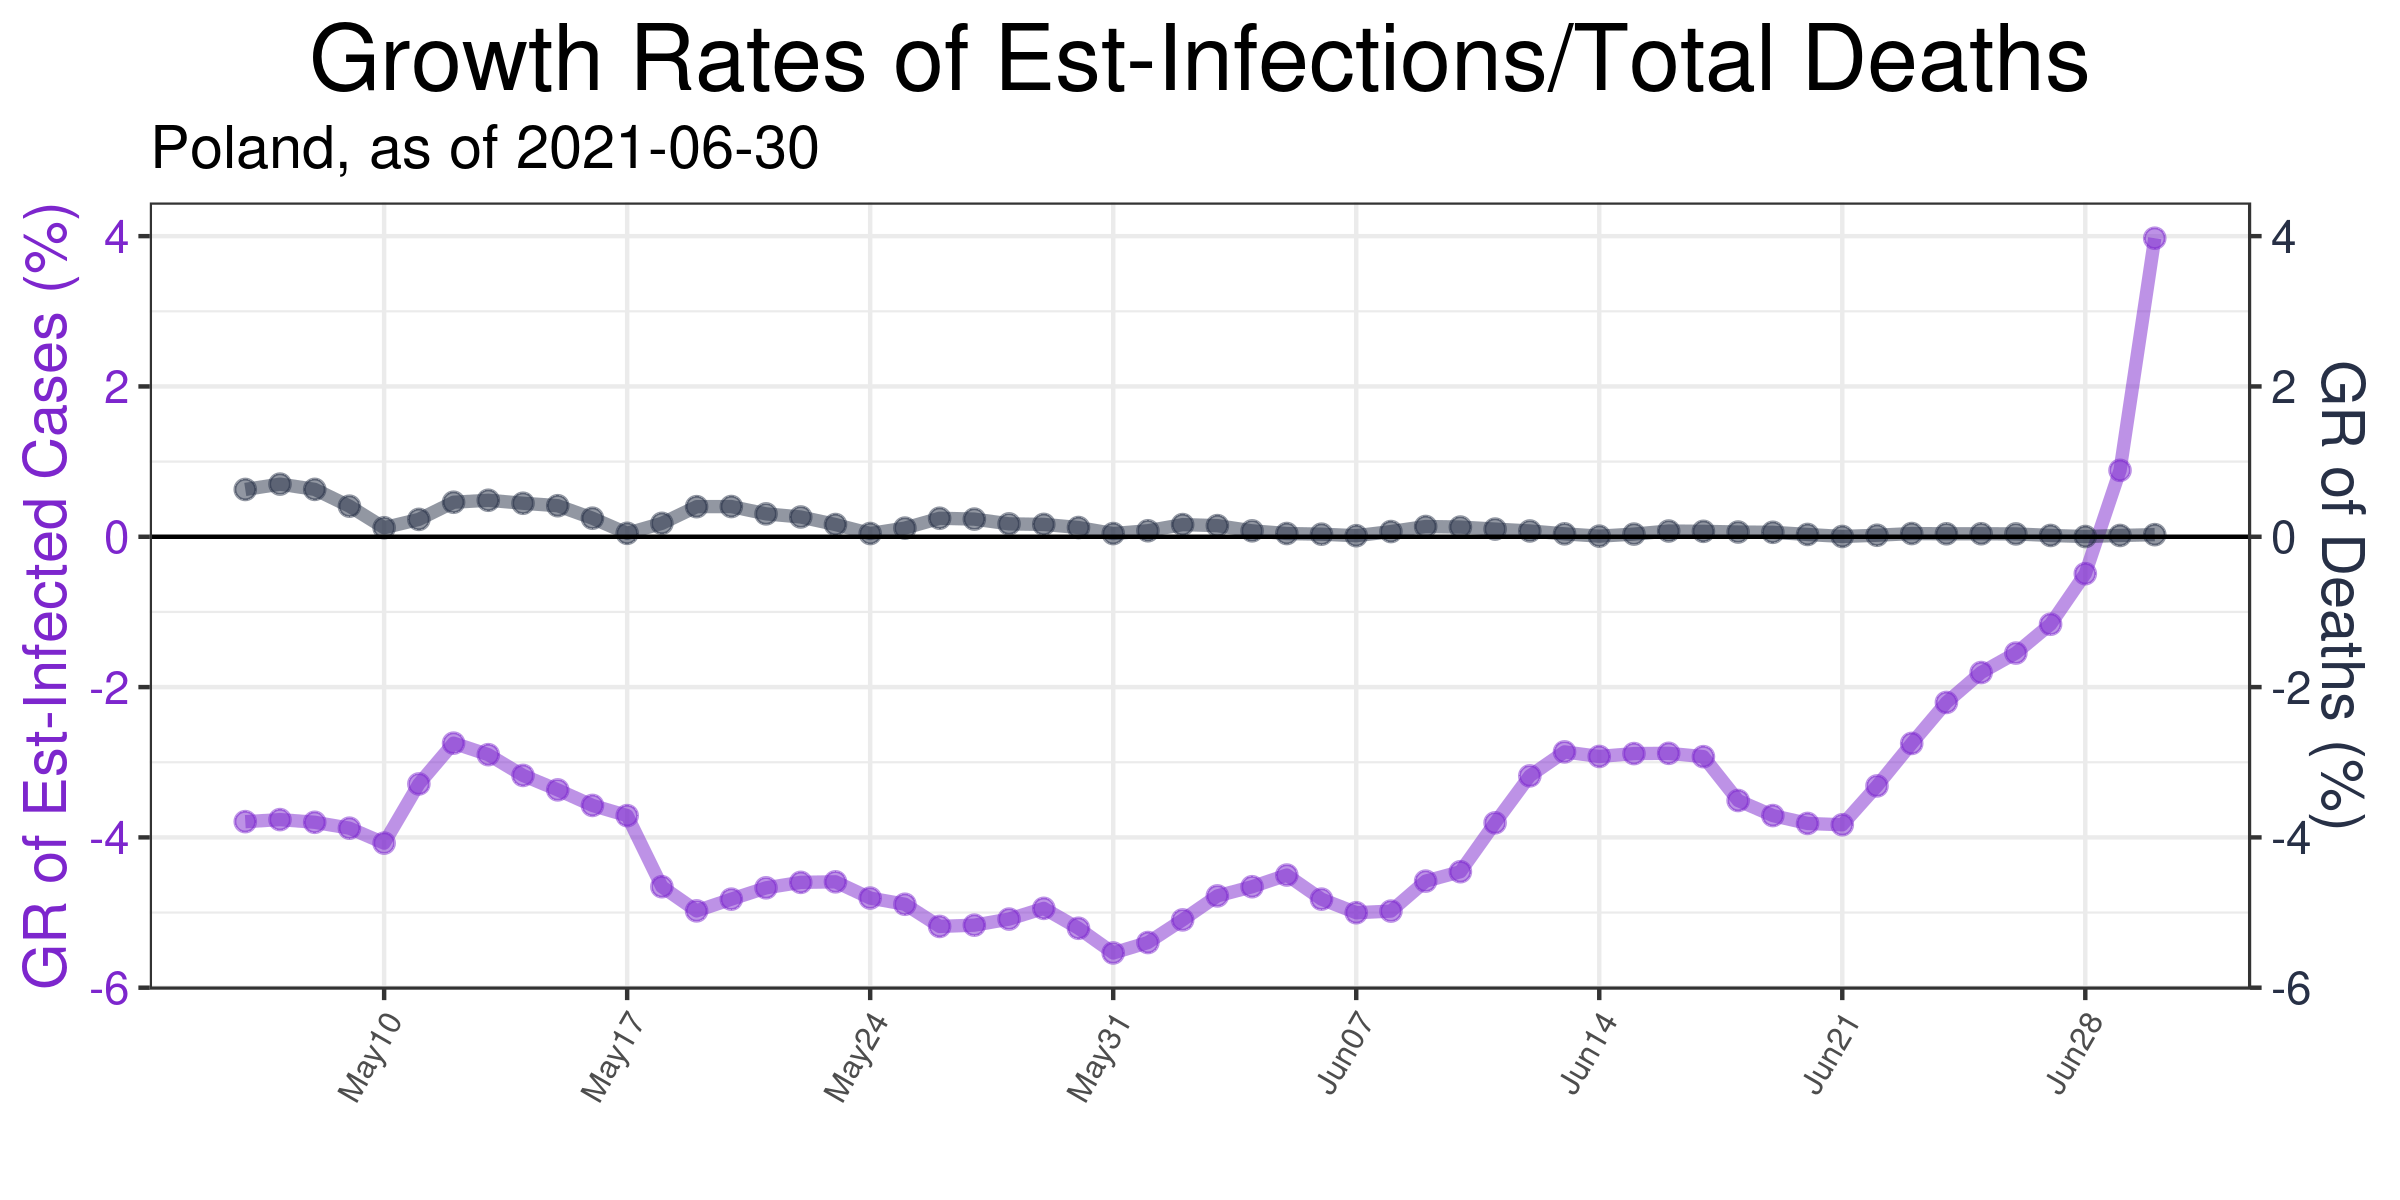 Growth Rates of Est-Infections/Total Deaths
Poland, as of 2021-06-30
GR of Est-Infected Cases (%)
4
2
0
-2
-4
-6
4
2
0
-2
-4
-6
GR of Deaths (%)
May10
May17
May24
May31
Jun07
Jun14
Jun21
Jun28